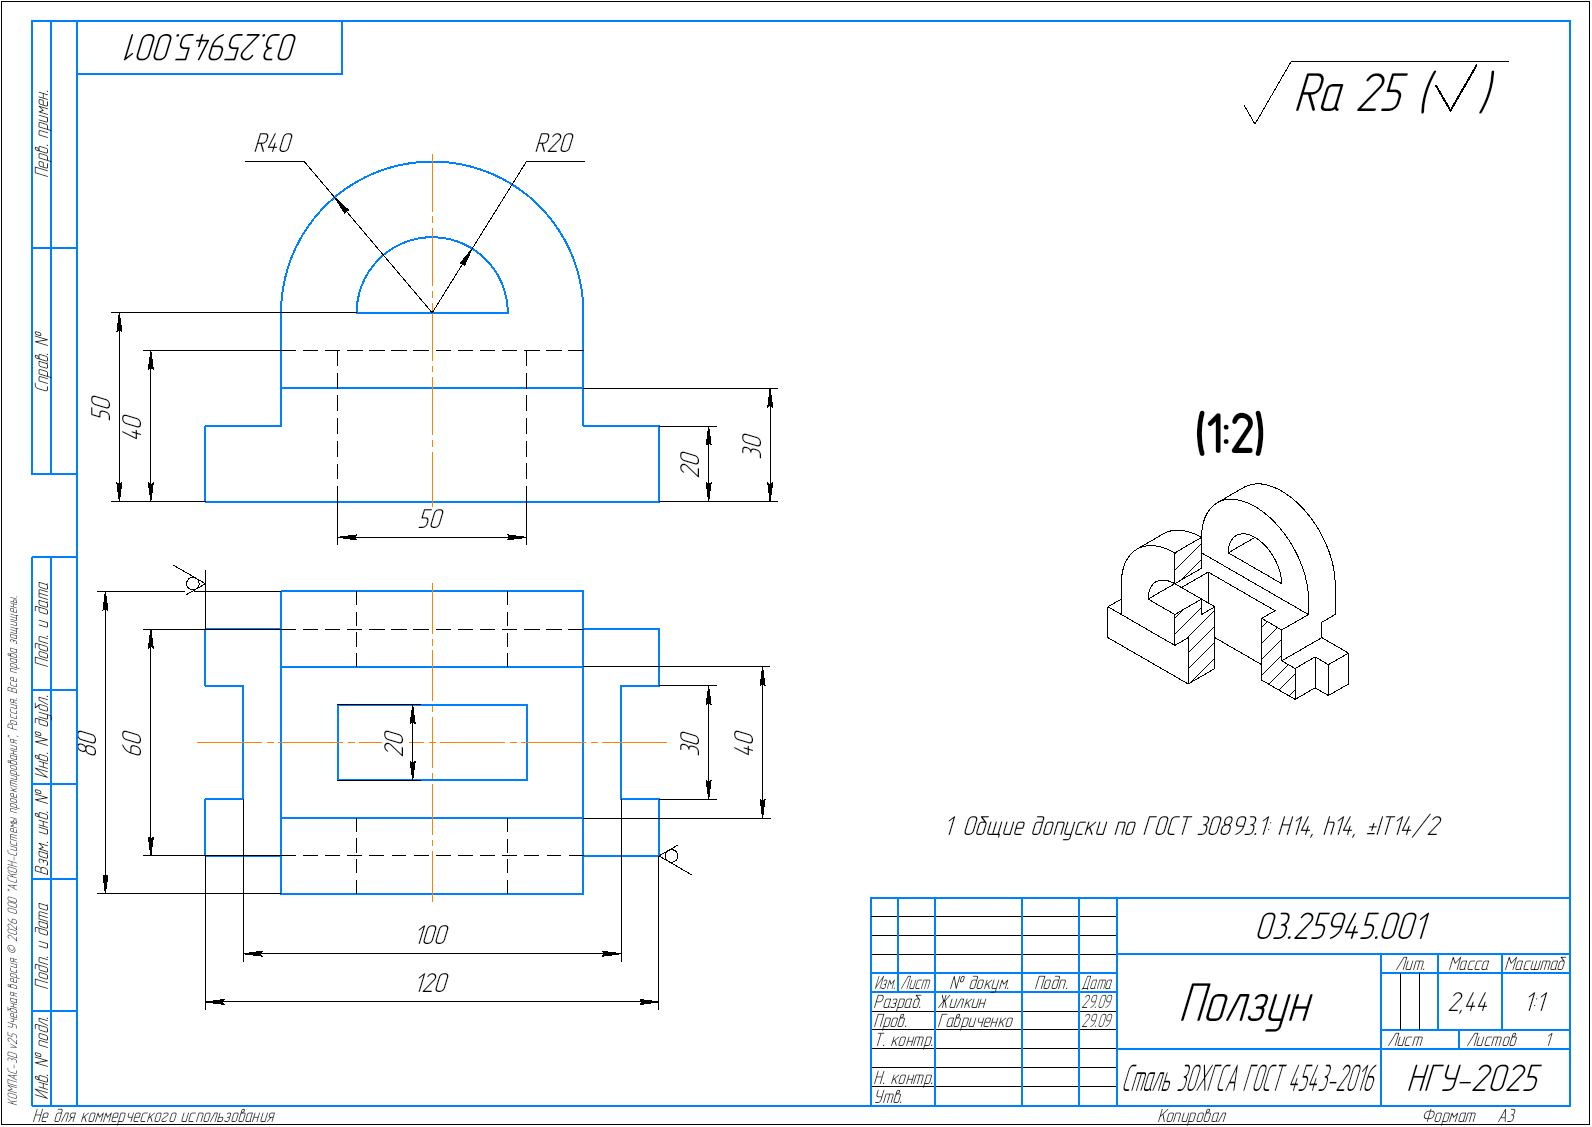 03.25945.001
Перв. примен.
Справ. №
Подп. и дата
Инв. № дубл.
Взам. инв. №
Подп. и дата
Инв. № подл.
КОМПАС-3D v25 Учебная версия © 2026 ООО "АСКОН-Системы проектирования", Россия. Все права защищены.
Ra 25 (√)
R40
R20
50
40
20
30
50
(1:2)
80
60
20
30
40
100
120
1 Общие допуски по ГОСТ 30893.1: H14, h14, ±IT14/2
03.25945.001
Лит. Масса Масштаб
Изм. Лист № докум. Подп. Дата
Разраб. Жилкин 29.09
Пров. Гавриченко 29.09
Т. контр.
Н. контр.
Утв.
Ползун
2,44 1:1
Лист Листов 1
Сталь 30ХГСА ГОСТ 4543-2016
НГУ-2025
Не для коммерческого использования
Копировал
Формат А3